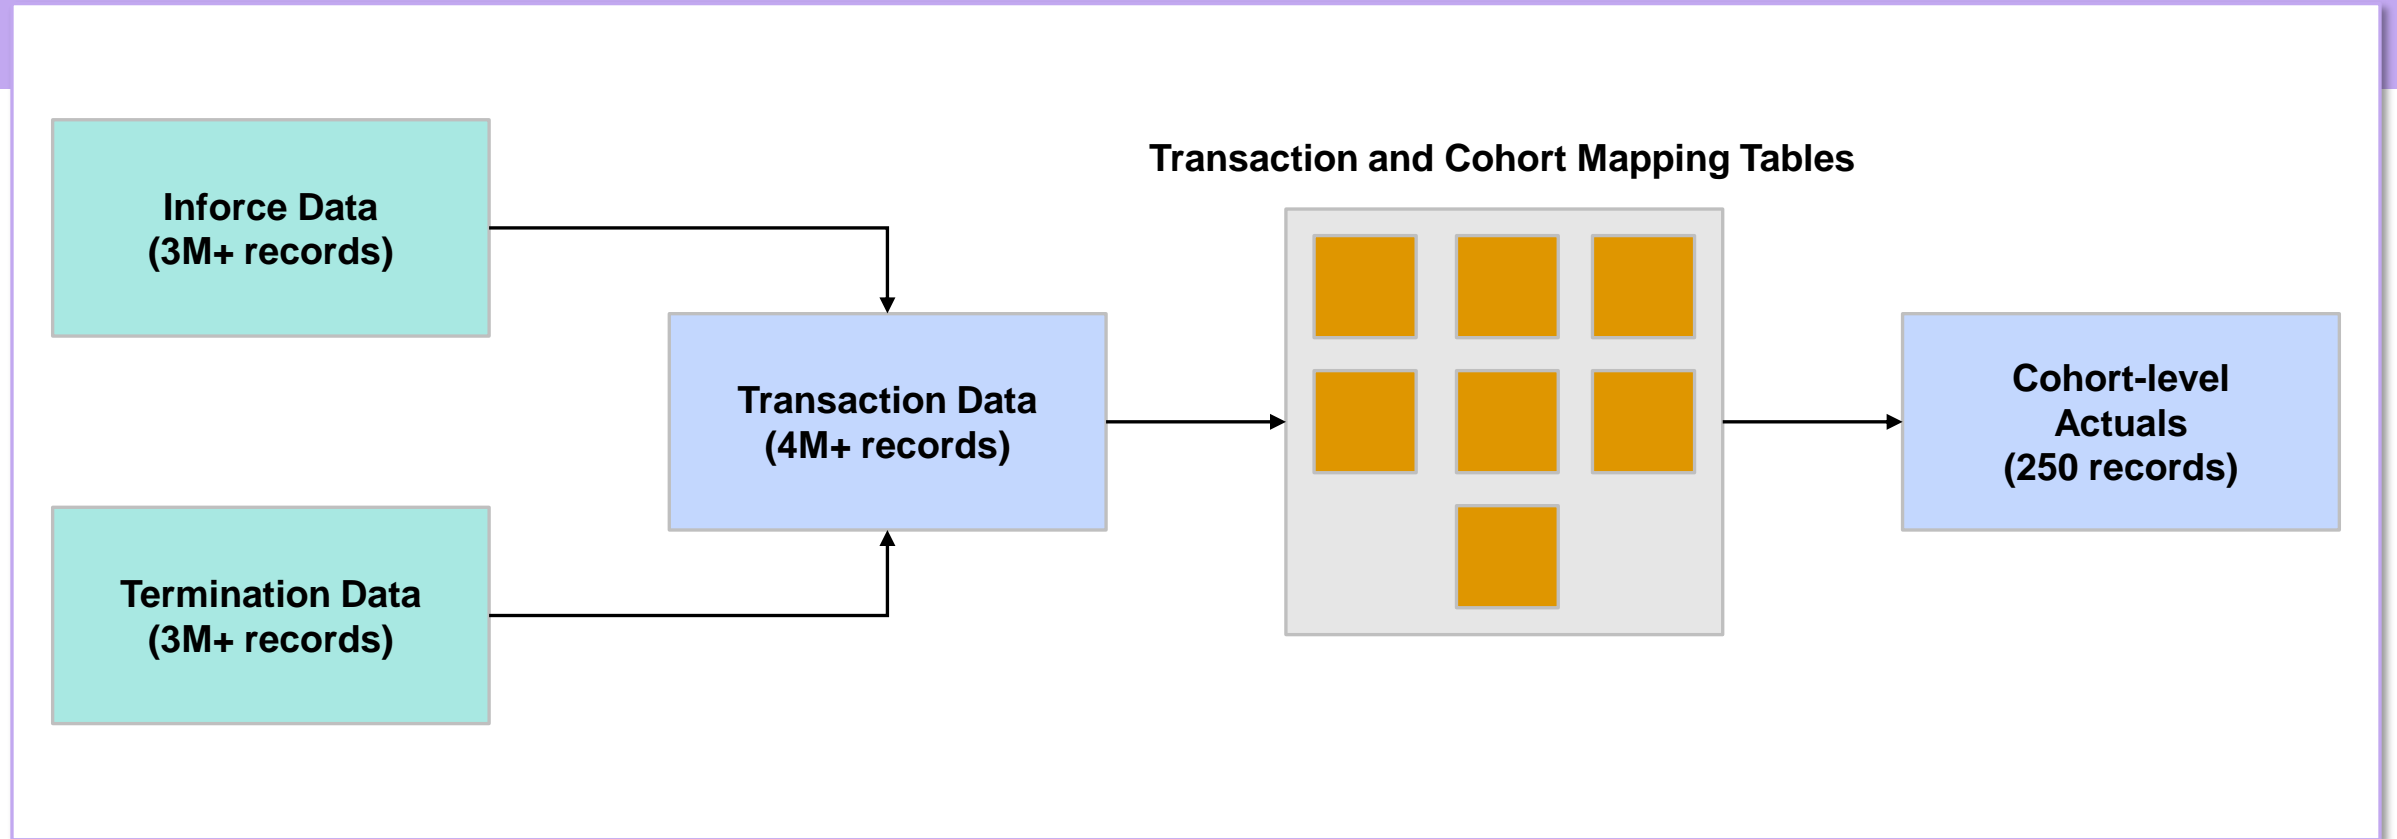 Transaction and Cohort Mapping Tables
Inforce Data
(3M+ records)
Transaction Data
(4M+ records)
Cohort-level
Actuals
(250 records)
Termination Data
(3M+ records)